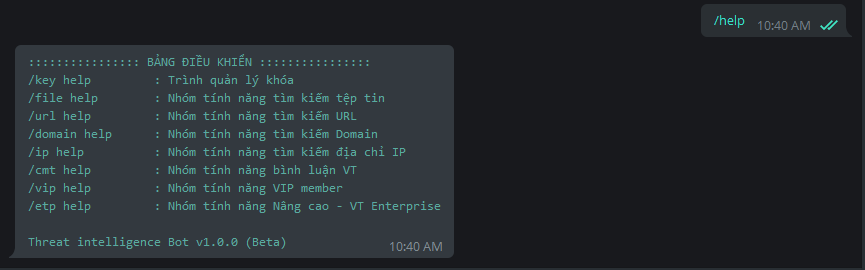 /help
10:40 AM
:::::::::::::::: BẢNG ĐIỀU KHIỂN ::::::::::::::::
/key help : Trình quản lý khóa
/file help : Nhóm tính năng tìm kiếm tệp tin
/url help : Nhóm tính năng tìm kiếm URL
/domain help : Nhóm tính năng tìm kiếm Domain
/ip help : Nhóm tính năng tìm kiếm địa chỉ IP
/cmt help : Nhóm tính năng bình luận VT
/vip help : Nhóm tính năng VIP member
/etp help : Nhóm tính năng Nâng cao - VT Enterprise
Threat intelligence Bot v1.0.0 (Beta)
10:40 AM